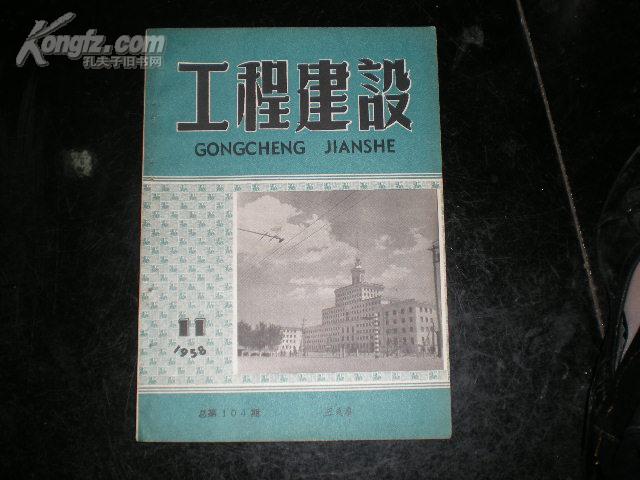 Kongfz.com
孔夫子旧书网
工程建設
GONGCHENG JIANSHE
11
1958
总第104期